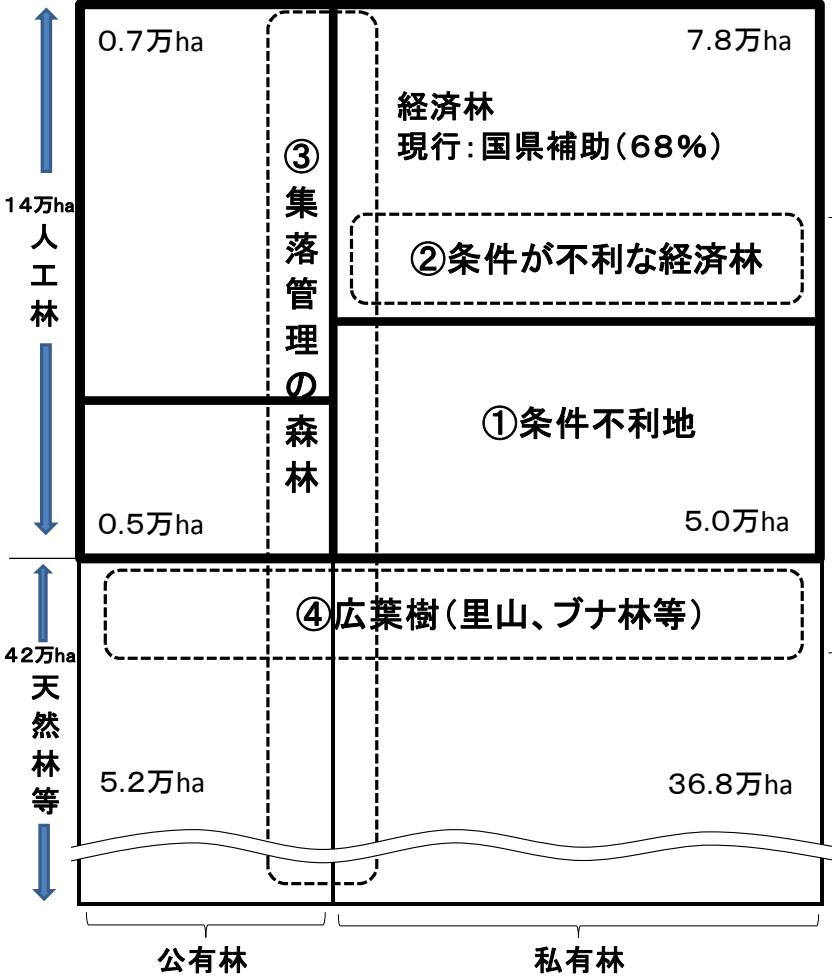 0.7万ha
7.8万ha
経済林
現行：国県補助（68%）
14万ha
人工林
③集落管理の森林
②条件が不利な経済林
①条件不利地
0.5万ha
5.0万ha
④広葉樹（里山、ブナ林等）
42万ha
天然林等
5.2万ha
36.8万ha
公有林
私有林